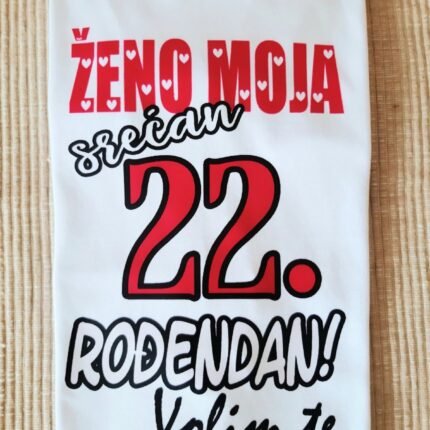 ŽENO MOJA
srećan
22.
ROĐENDAN!
Volim te